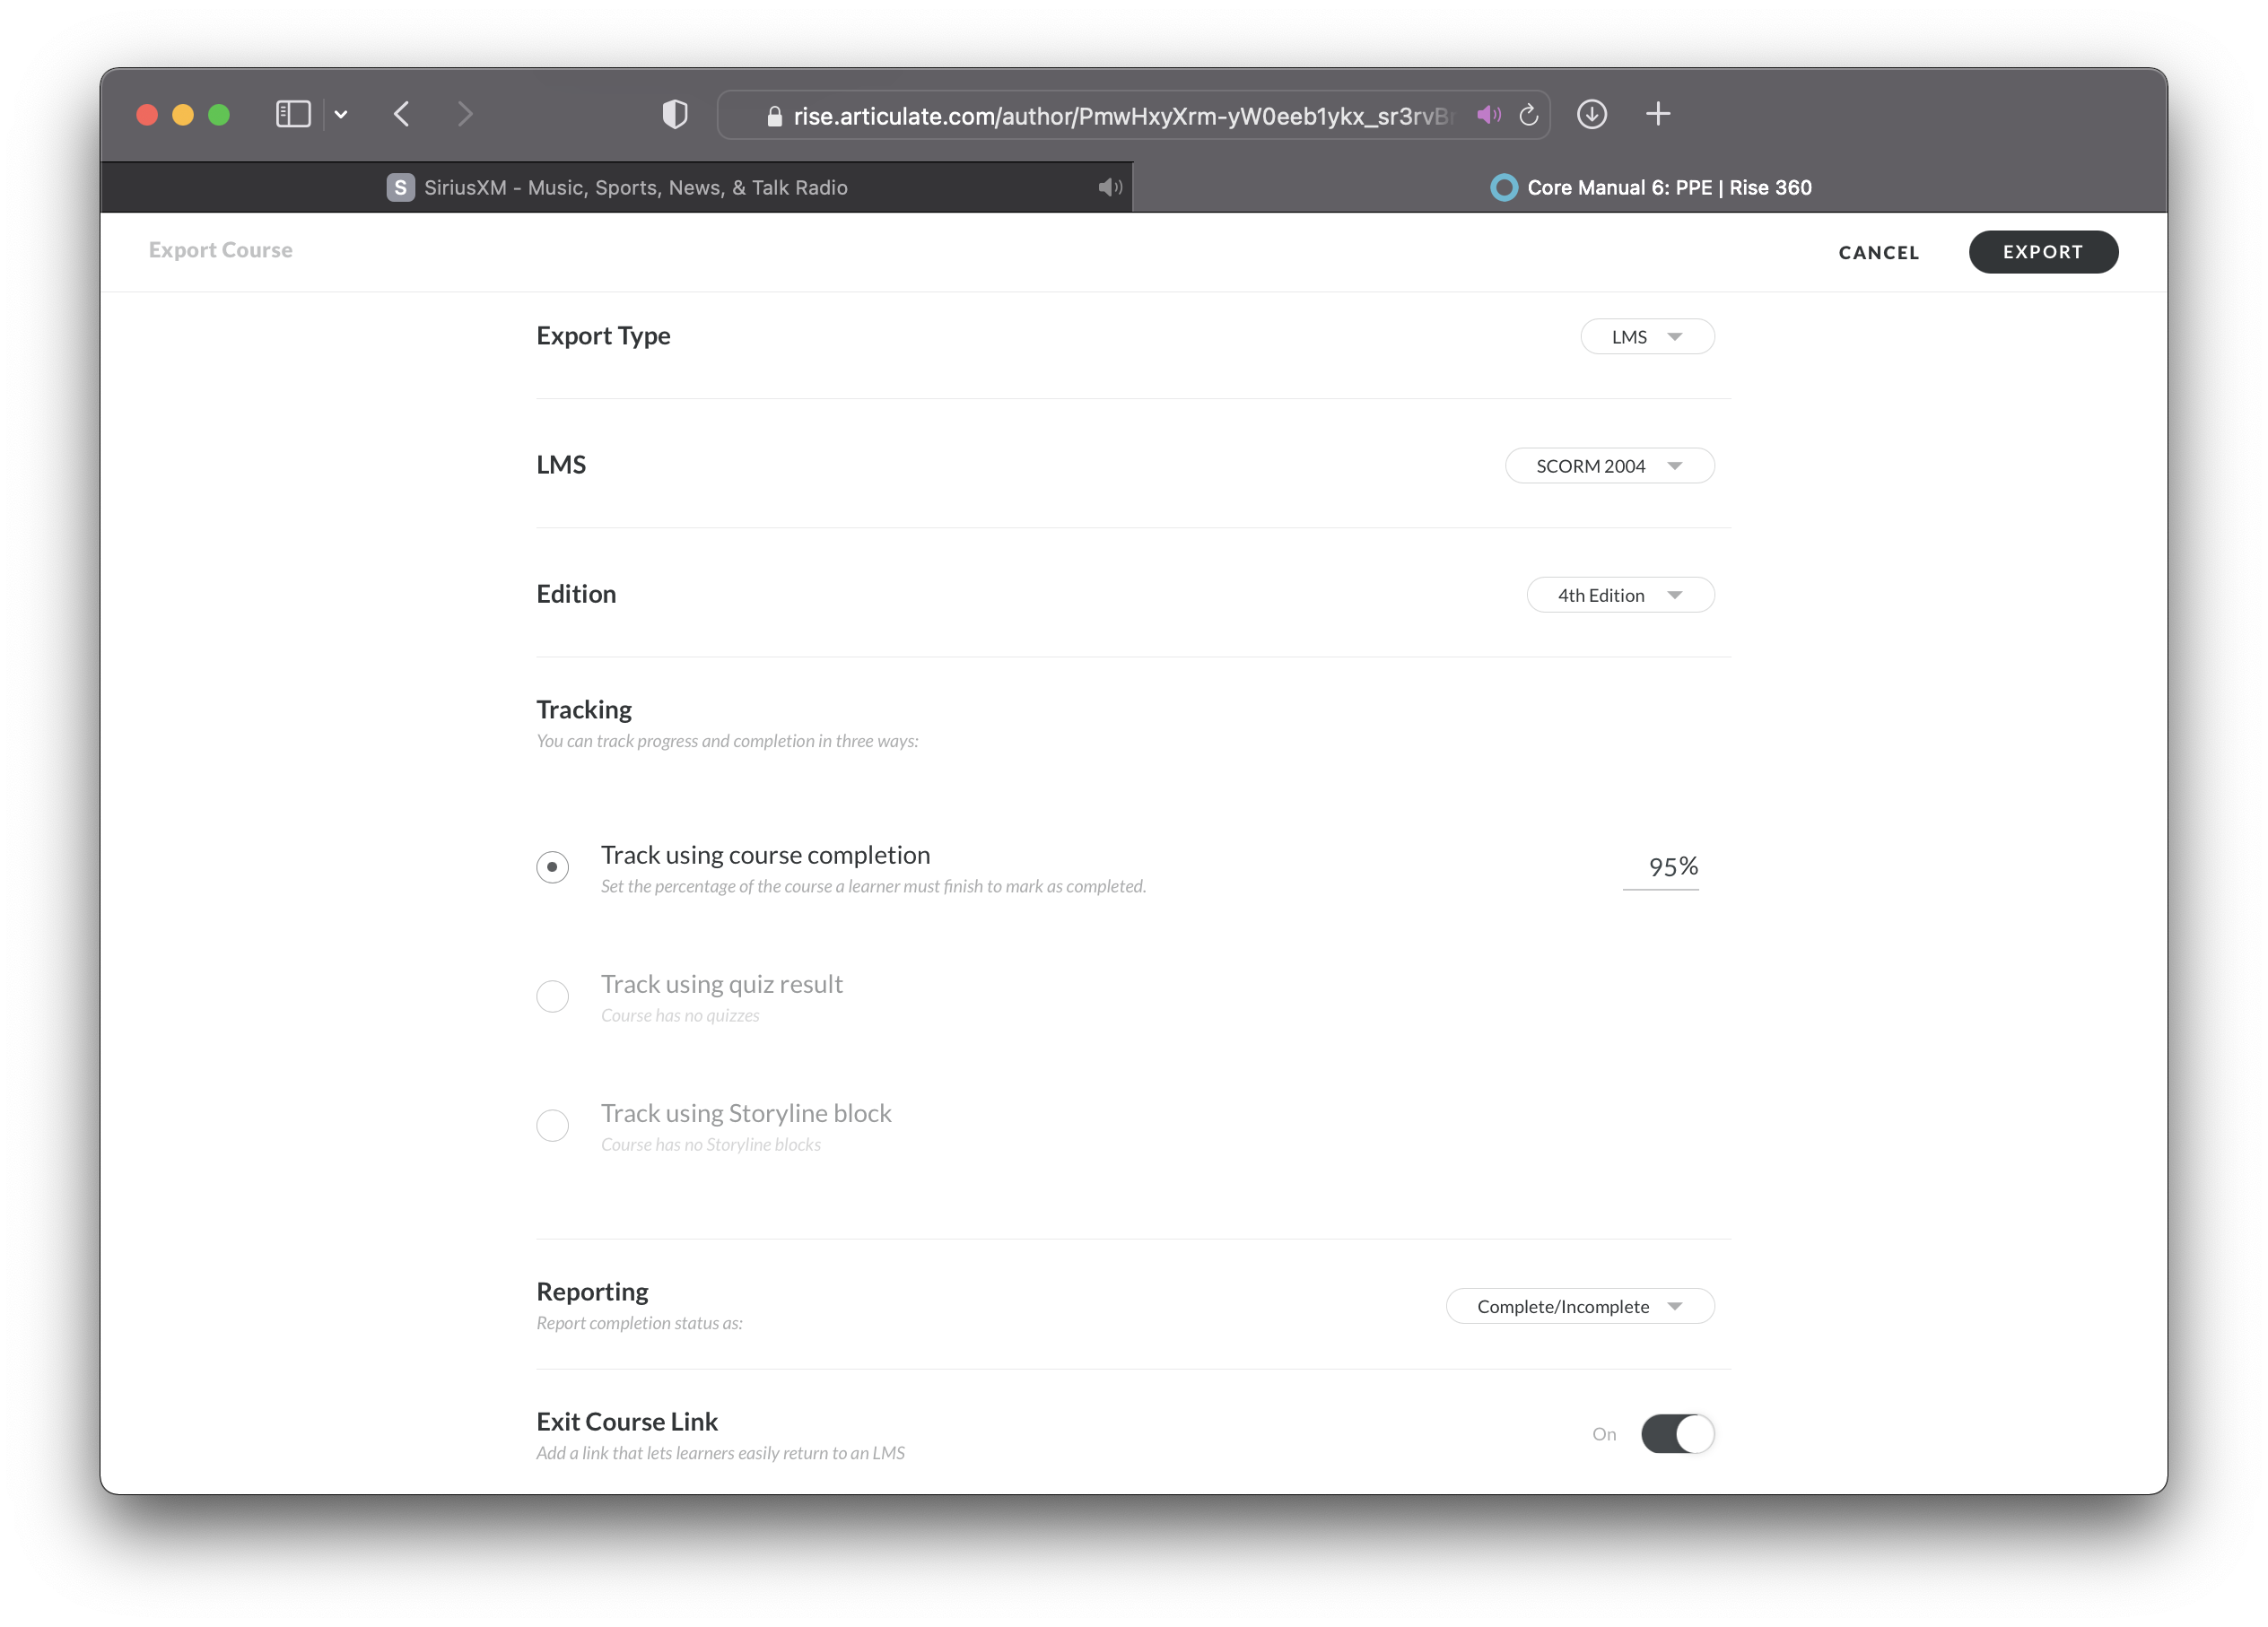 rise.articulate.com/author/PmwHxyXrm-yW0eeb1ykx_sr3rvB
S SiriusXM - Music, Sports, News, & Talk Radio
Core Manual 6: PPE | Rise 360
Export Course
CANCEL
EXPORT
Export Type
LMS
LMS
SCORM 2004
Edition
4th Edition
Tracking
You can track progress and completion in three ways:
Track using course completion
95%
Set the percentage of the course a learner must finish to mark as completed.
Track using quiz result
Course has no quizzes
Track using Storyline block
Course has no Storyline blocks
Reporting
Complete/Incomplete
Report completion status as:
Exit Course Link
On
Add a link that lets learners easily return to an LMS